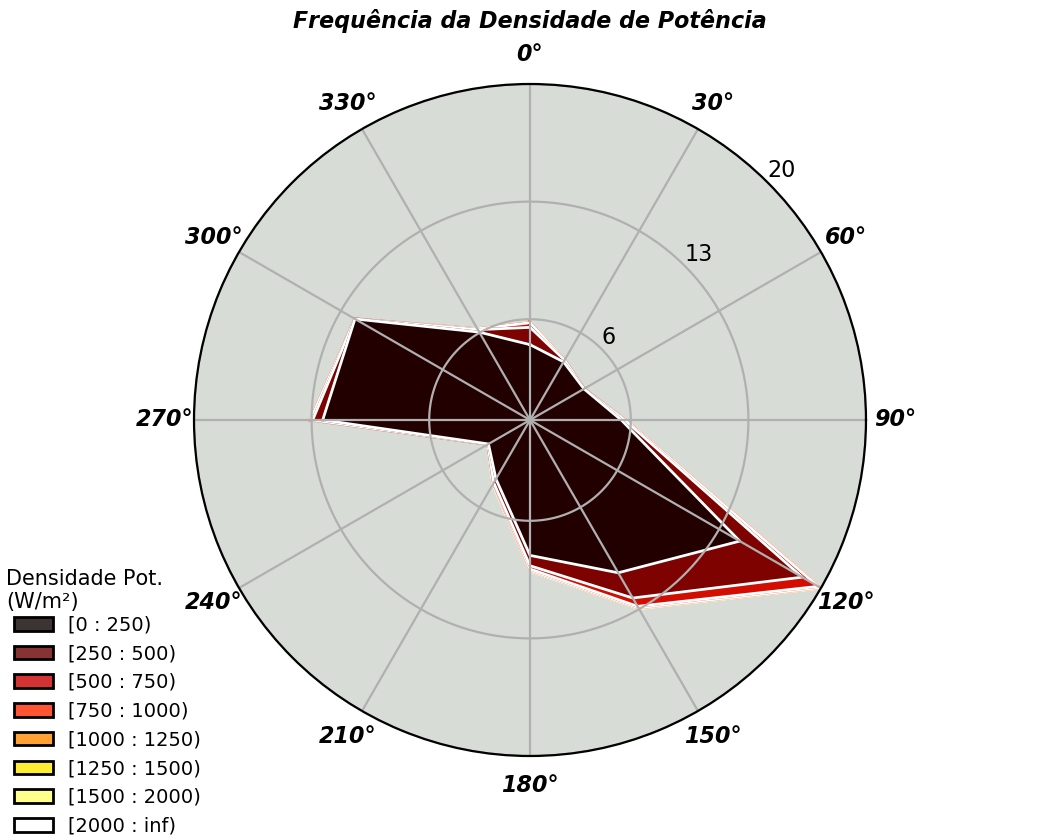 Frequência da Densidade de Potência
0°
330°
30°
20
300°
60°
13
6
270°
90°
240°
120°
210°
150°
180°
Densidade Pot.
(W/m²)
[0 : 250)
[250 : 500)
[500 : 750)
[750 : 1000)
[1000 : 1250)
[1250 : 1500)
[1500 : 2000)
[2000 : inf)